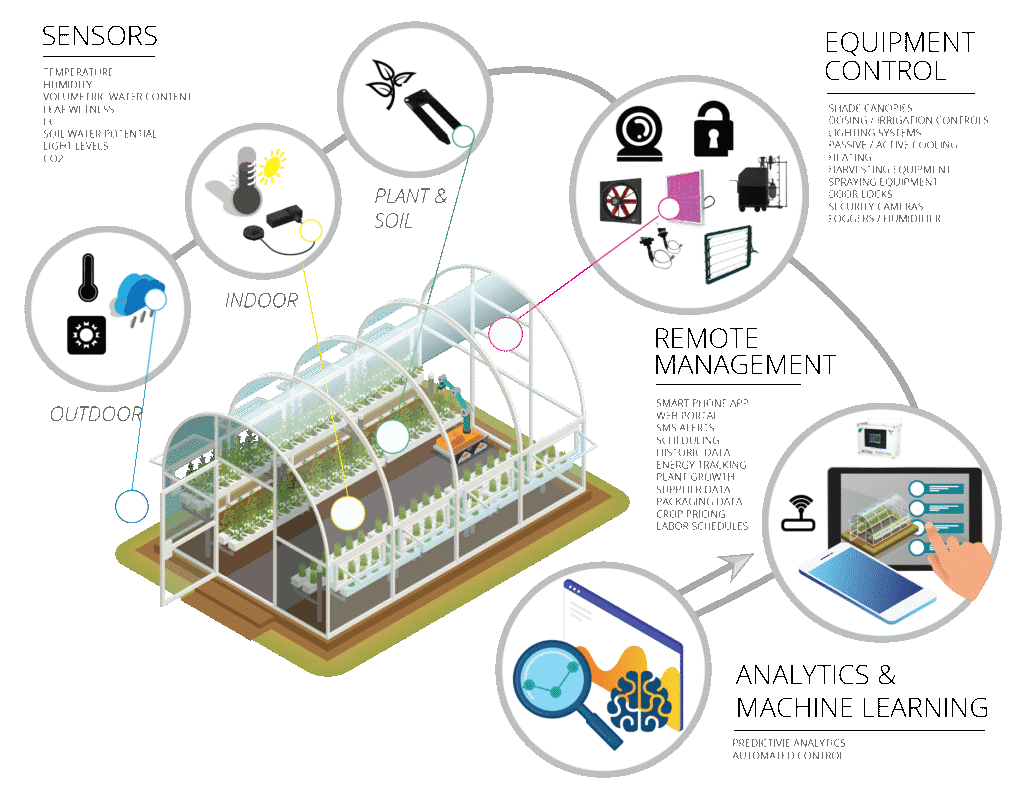 SENSORS
TEMPERATURE
HUMIDITY
VOLUMETRIC WATER CONTENT
LEAF WETNESS
EC
SOIL WATER POTENTIAL
LIGHT LEVELS
CO2
PLANT &
SOIL
INDOOR
OUTDOOR
EQUIPMENT
CONTROL
SHADE CANOPIES
DOSING / IRRIGATION CONTROLS
LIGHTING SYSTEMS
PASSIVE / ACTIVE COOLING
HEATING
HARVESTING EQUIPMENT
SPRAYING EQUIPMENT
DOOR LOCKS
SECURITY CAMERAS
FOGGERS / HUMIDIFIER
REMOTE
MANAGEMENT
SMART PHONE APP
WEB PORTAL
SMS ALERTS
SCHEDULING
HISTORIC DATA
ENERGY TRACKING
PLANT GROWTH
SUPPLIER DATA
PACKAGING DATA
CROP PRICING
LABOR SCHEDULES
ANALYTICS &
MACHINE LEARNING
PREDICTIVIE ANALYTICS
AUTOMATED CONTROL